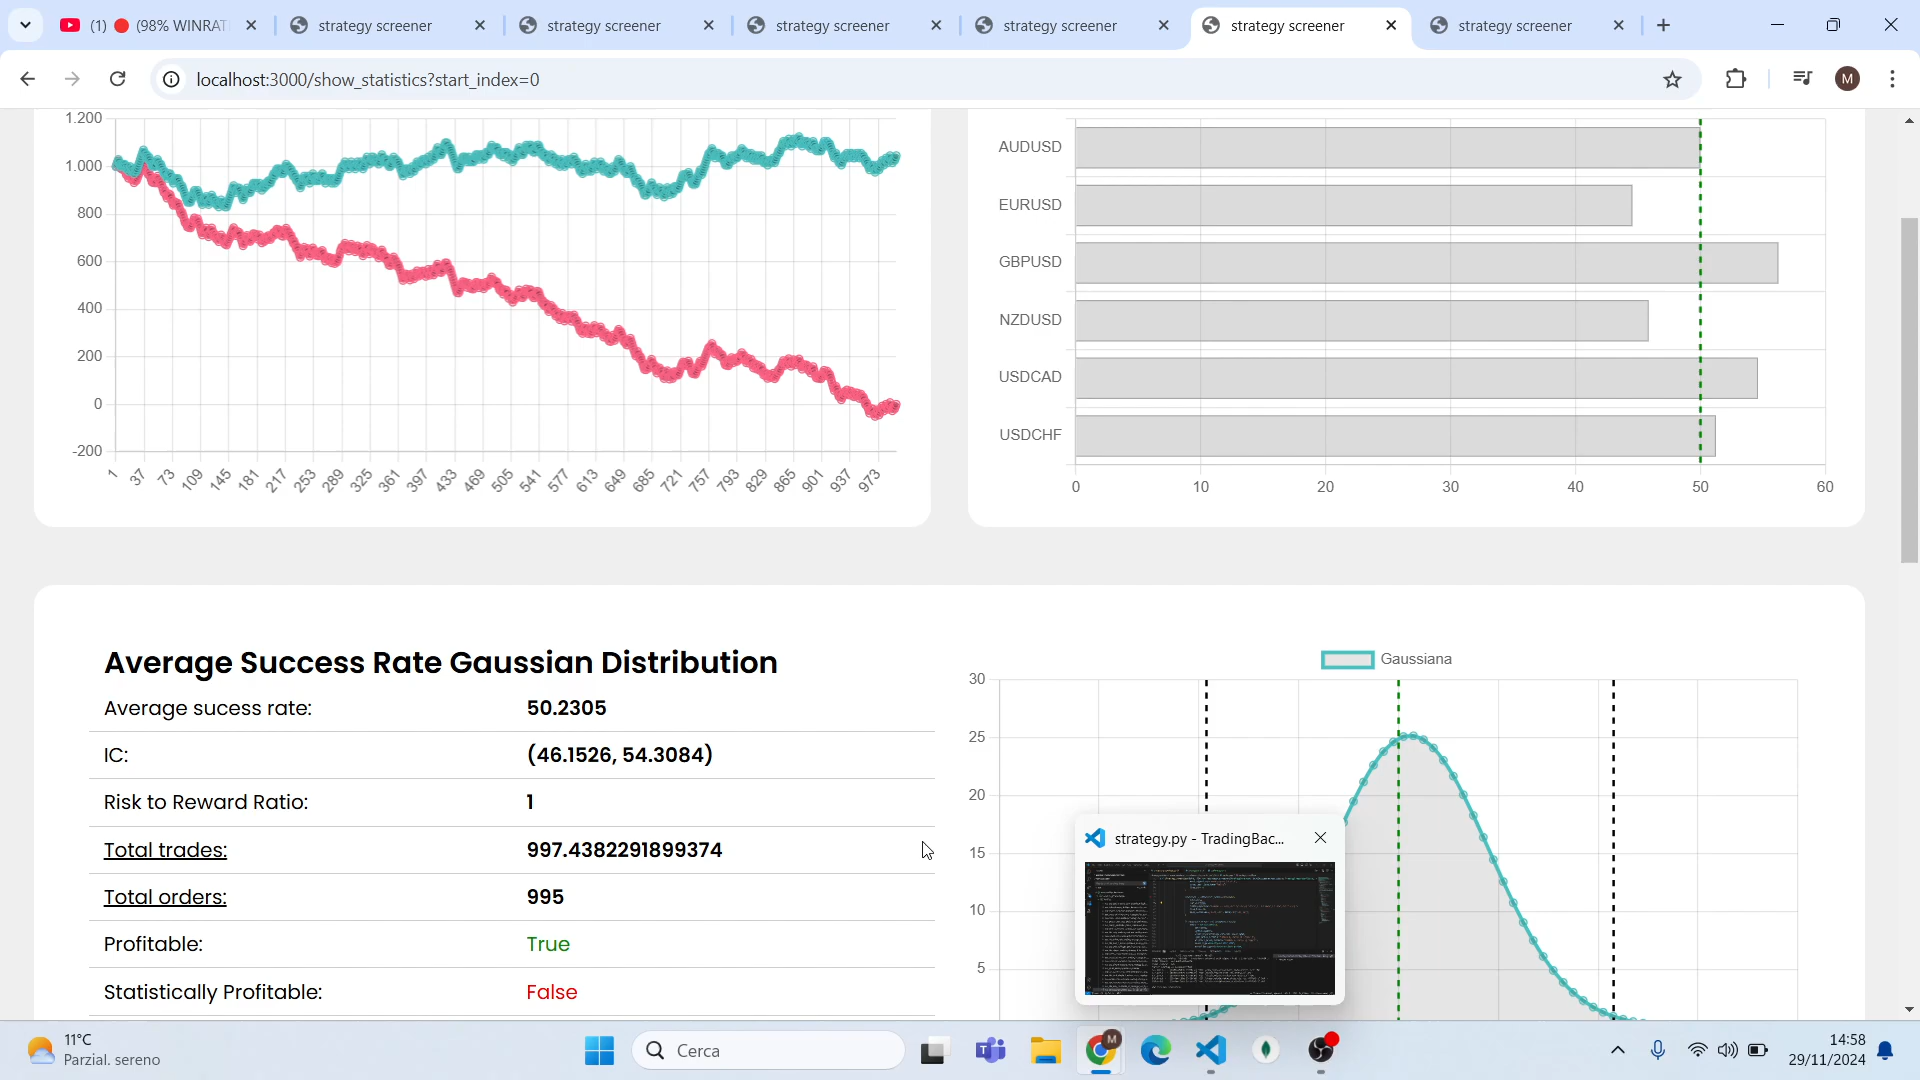 (1) 🔴 (98% WINRAT
strategy screener
strategy screener
strategy screener
strategy screener
strategy screener
strategy screener
localhost:3000/show_statistics?start_index=0
M
1.200
1.000
800
600
400
200
0
-200
1 37 73 109 145 181 217 253 289 325 361 397 433 469 505 541 577 613 649 685 721 757 793 829 865 901 937 973
AUDUSD
EURUSD
GBPUSD
NZDUSD
USDCAD
USDCHF
0 10 20 30 40 50 60
Average Success Rate Gaussian Distribution
Average sucess rate: 50.2305
IC: (46.1526, 54.3084)
Risk to Reward Ratio: 1
Total trades: 997.4382291899374
Total orders: 995
Profitable: True
Statistically Profitable: False
Gaussiana
30
25
20
15
10
5
strategy.py - TradingBac...
11°C
Parzial. sereno
Cerca
M
14:58
29/11/2024